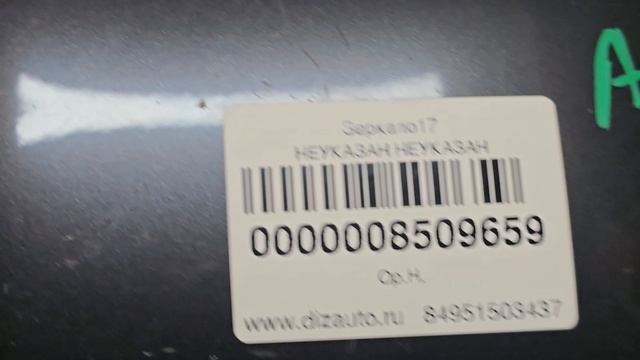 A
Зеркало17
НЕУКАЗАН НЕУКАЗАН
0000008509659
Ор.Н.
www.dizauto.ru 84951503437